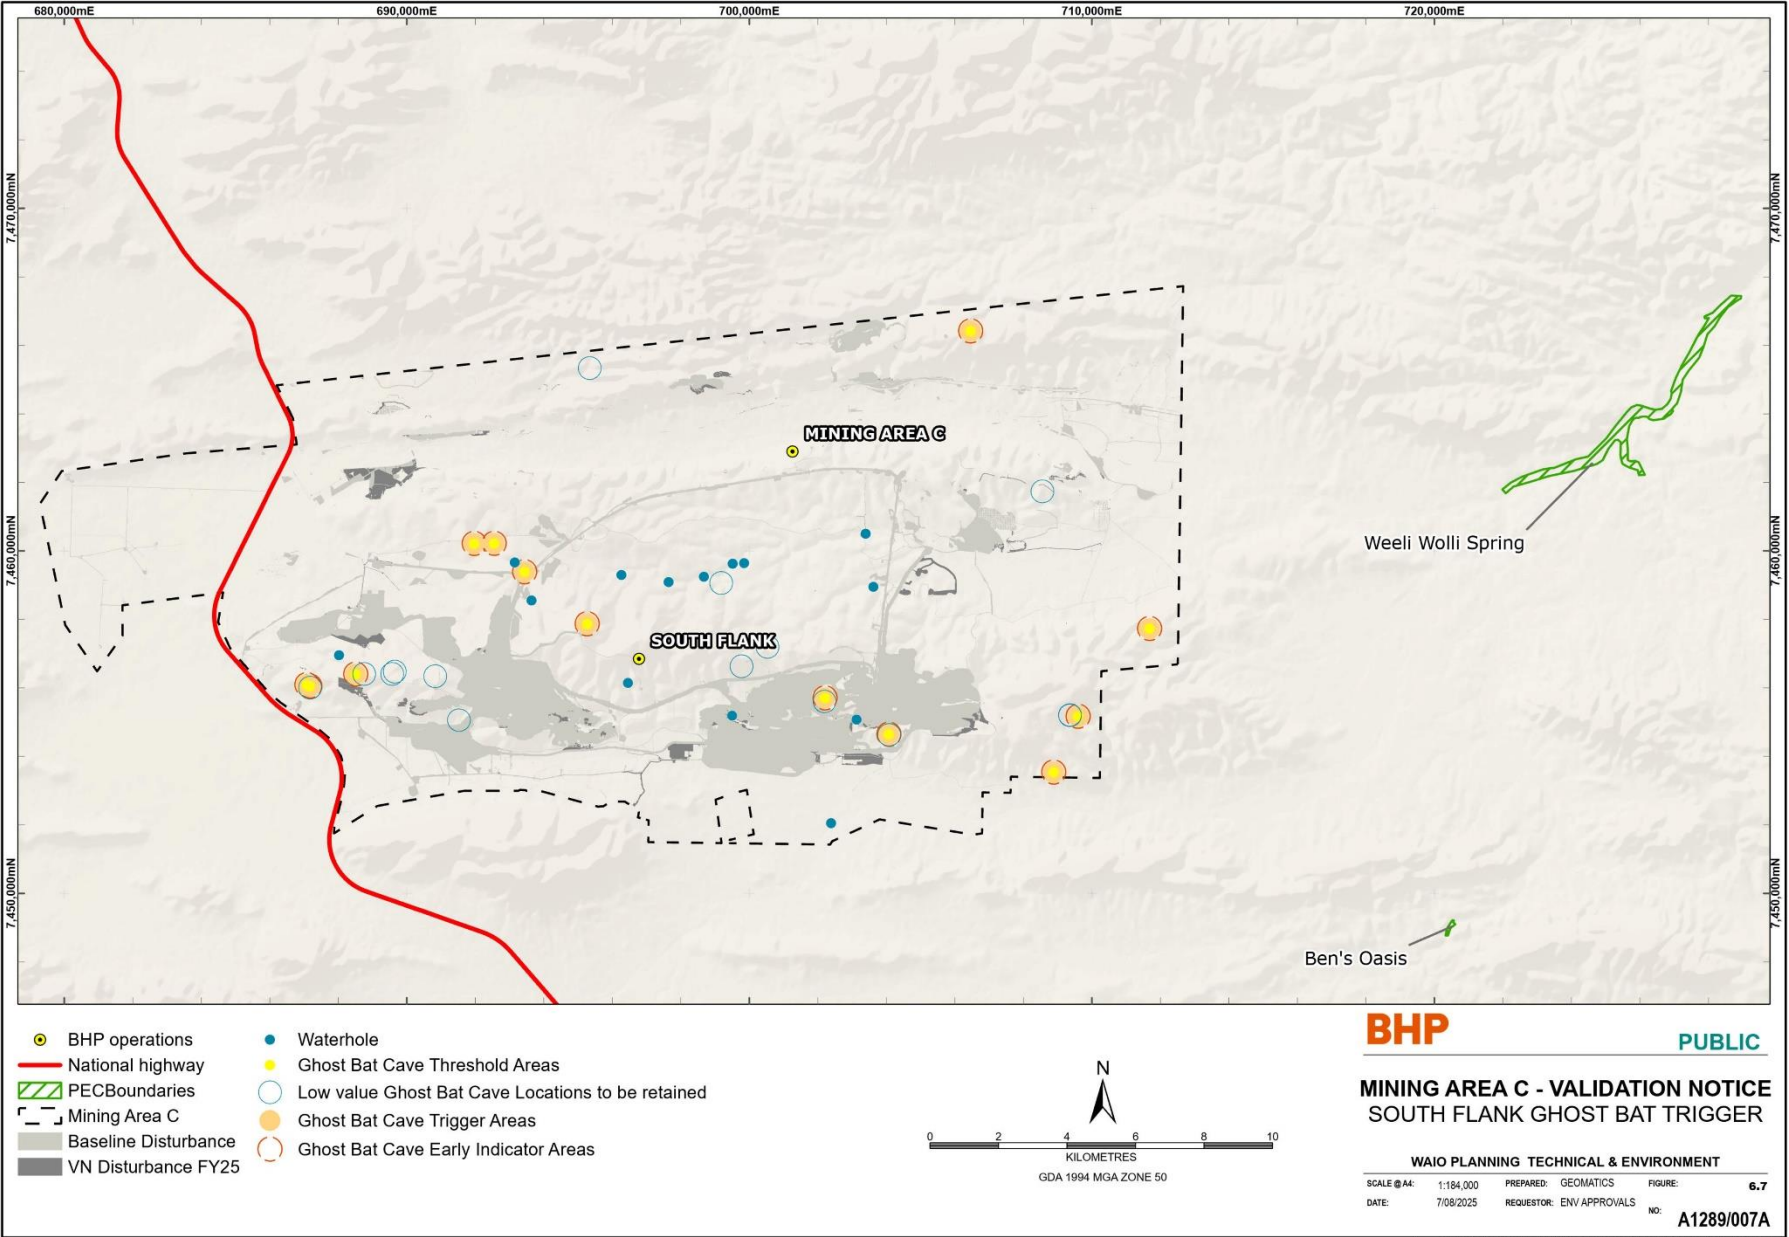 680,000mE 690,000mE 700,000mE 710,000mE 720,000mE
7,470,000mN 7,470,000mN
MINING AREA C
7,460,000mN 7,460,000mN
Weeli Wolli Spring
SOUTH FLANK
7,450,000mN 7,450,000mN
Ben's Oasis
BHP operations
National highway
PECBoundaries
Mining Area C
Baseline Disturbance
VN Disturbance FY25
Waterhole
Ghost Bat Cave Threshold Areas
Low value Ghost Bat Cave Locations to be retained
Ghost Bat Cave Trigger Areas
Ghost Bat Cave Early Indicator Areas
N
0 2 4 6 8 10
KILOMETRES
GDA 1994 MGA ZONE 50
BHP
PUBLIC
MINING AREA C - VALIDATION NOTICE
SOUTH FLANK GHOST BAT TRIGGER
WAIO PLANNING TECHNICAL & ENVIRONMENT
SCALE @ A4: 1:184,000 PREPARED: GEOMATICS FIGURE: 6.7
DATE: 7/08/2025 REQUESTOR: ENV APPROVALS
NO: A1289/007A